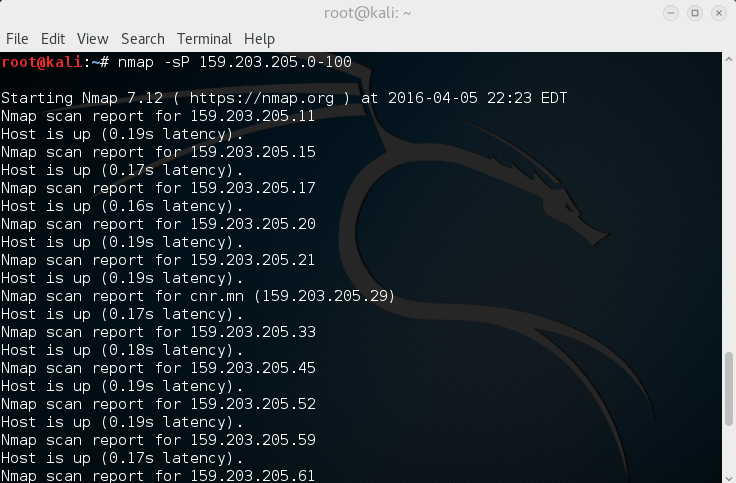 root@kali: ~
File Edit View Search Terminal Help
root@kali:~# nmap -sP 159.203.205.0-100
Starting Nmap 7.12 ( https://nmap.org ) at 2016-04-05 22:23 EDT
Nmap scan report for 159.203.205.11
Host is up (0.19s latency).
Nmap scan report for 159.203.205.15
Host is up (0.17s latency).
Nmap scan report for 159.203.205.17
Host is up (0.16s latency).
Nmap scan report for 159.203.205.20
Host is up (0.19s latency).
Nmap scan report for 159.203.205.21
Host is up (0.19s latency).
Nmap scan report for cnr.mn (159.203.205.29)
Host is up (0.17s latency).
Nmap scan report for 159.203.205.33
Host is up (0.18s latency).
Nmap scan report for 159.203.205.45
Host is up (0.19s latency).
Nmap scan report for 159.203.205.52
Host is up (0.19s latency).
Nmap scan report for 159.203.205.59
Host is up (0.17s latency).
Nmap scan report for 159.203.205.61